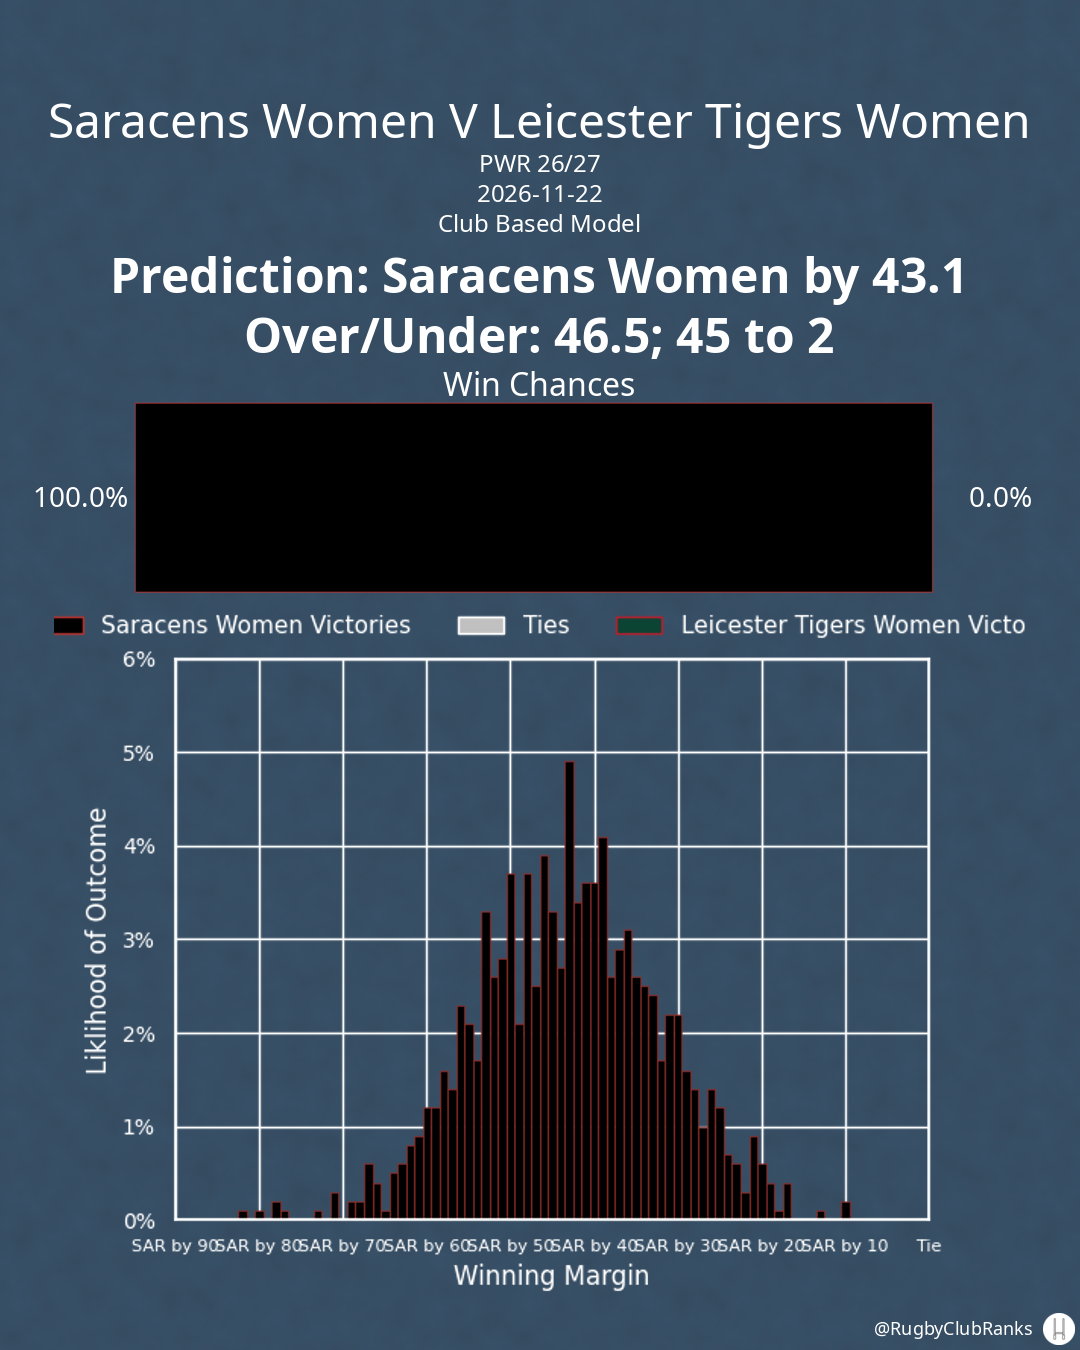 Saracens Women V Leicester Tigers Women
PWR 26/27
2026-11-22
Club Based Model
Prediction: Saracens Women by 43.1
Over/Under: 46.5; 45 to 2
Win Chances
100.0%
0.0%
Saracens Women Victories
Ties
Leicester Tigers Women Victo
6%
5%
4%
3%
2%
1%
0%
Liklihood of Outcome
SAR by 90
SAR by 80
SAR by 70
SAR by 60
SAR by 50
SAR by 40
SAR by 30
SAR by 20
SAR by 10
Tie
Winning Margin
@RugbyClubRanks